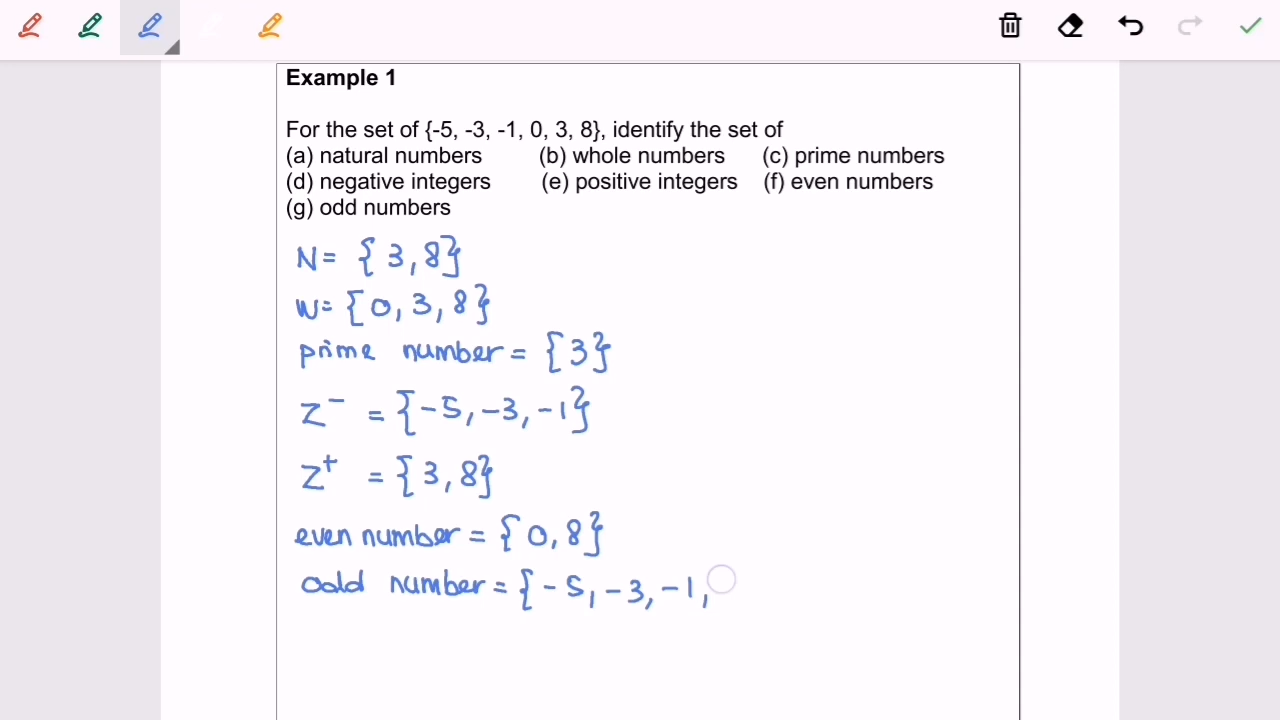 Example 1
For the set of {-5, -3, -1, 0, 3, 8}, identify the set of
(a) natural numbers (b) whole numbers (c) prime numbers
(d) negative integers (e) positive integers (f) even numbers
(g) odd numbers
N = {3, 8}
W = {0, 3, 8}
prime number = {3}
Z⁻ = {-5, -3, -1}
Z⁺ = {3, 8}
even number = {0, 8}
odd number = {-5, -3, -1,